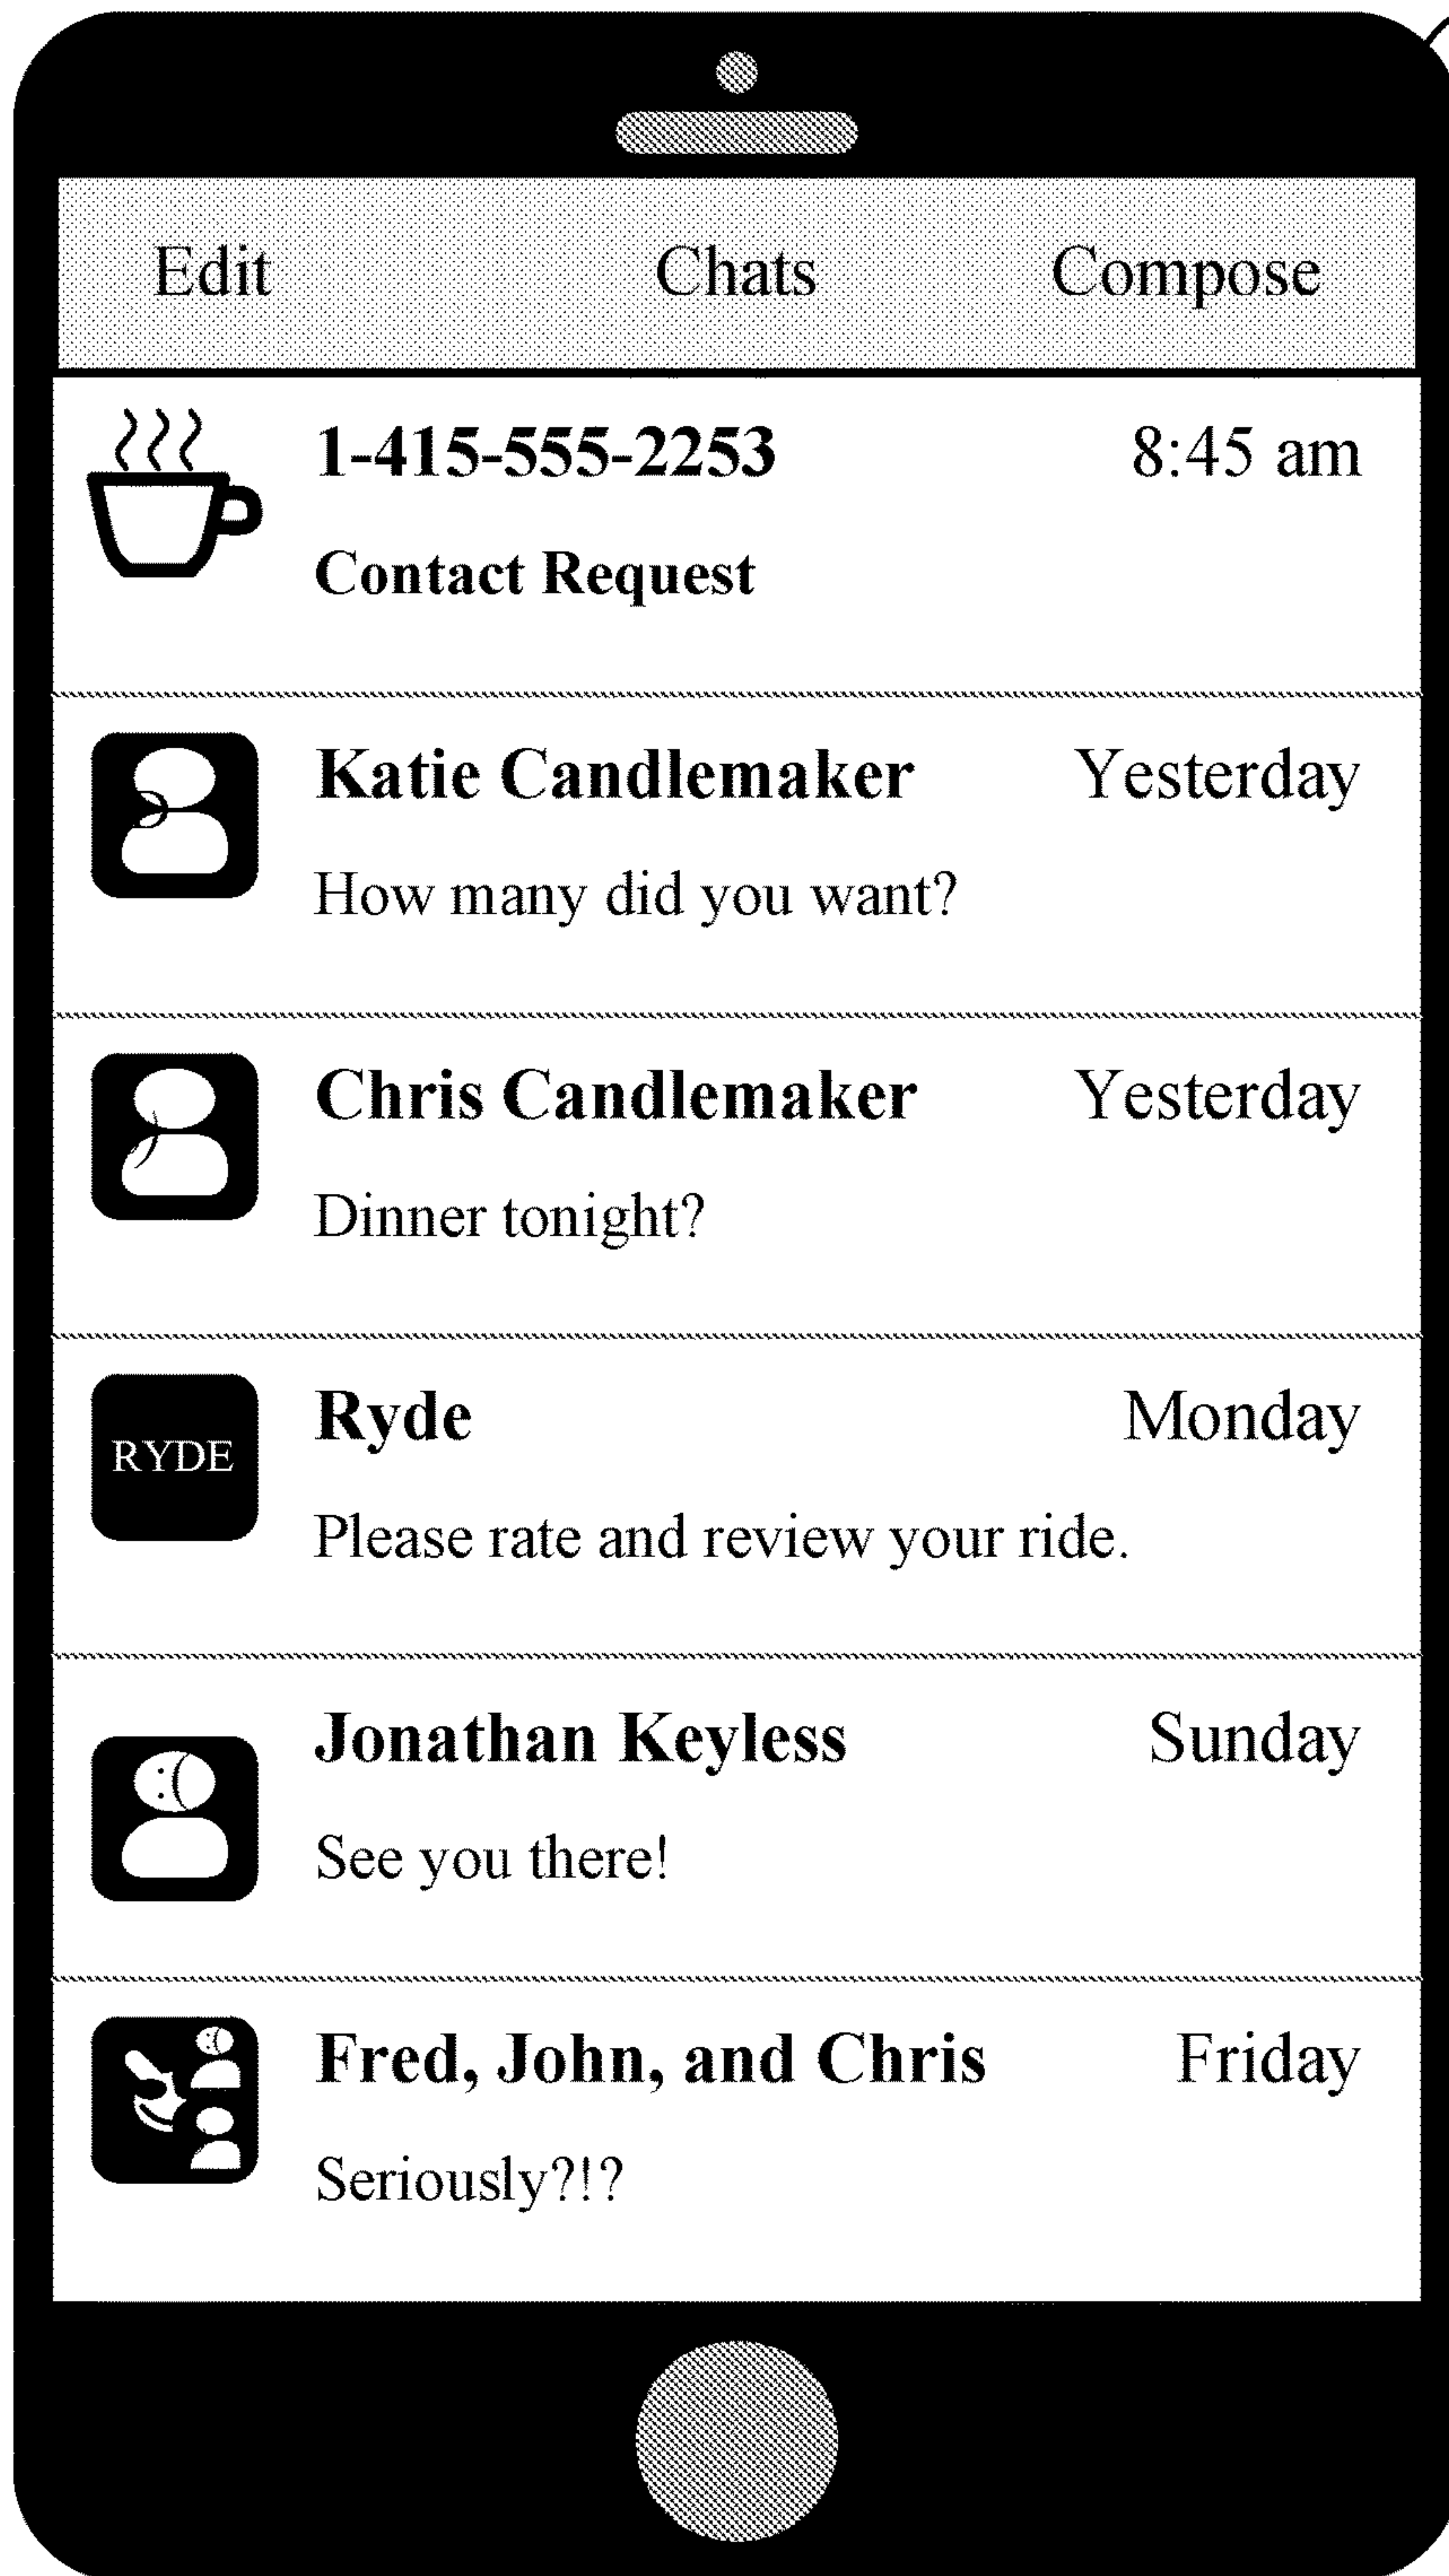 Edit Chats Compose
1-415-555-2253 8:45 am
Contact Request
Katie Candlemaker Yesterday
How many did you want?
Chris Candlemaker Yesterday
Dinner tonight?
Ryde Monday
RYDE
Please rate and review your ride.
Jonathan Keyless Sunday
See you there!
Fred, John, and Chris Friday
Seriously?!?